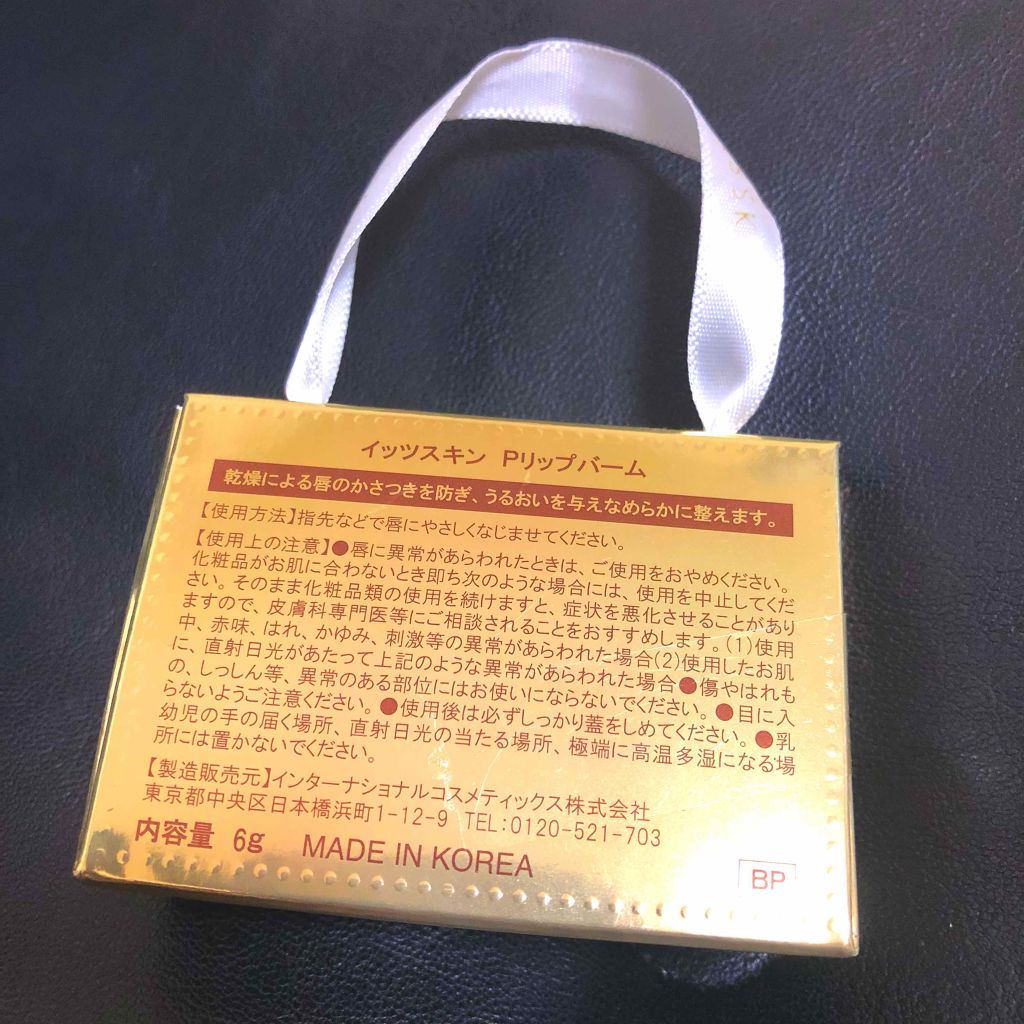 SSK
イッツスキン Pリップバーム
乾燥による唇のかさつきを防ぎ、うるおいを与えなめらかに整えます。
【使用方法】指先などで唇にやさしくなじませてください。
【使用上の注意】●唇に異常があらわれたときは、ご使用をおやめください。
化粧品がお肌に合わないとき即ち次のような場合には、使用を中止してくだ
さい。そのまま化粧品類の使用を続けますと、症状を悪化させることがあり
ますので、皮膚科専門医等にご相談されることをおすすめします。(1)使用
中、赤味、はれ、かゆみ、刺激等の異常があらわれた場合(2)使用したお肌
に、直射日光があたって上記のような異常があらわれた場合●傷やはれも
の、しっしん等、異常のある部位にはお使いにならないでください。●目に入
らないようご注意ください。●使用後は必ずしっかり蓋をしめてください。●乳
幼児の手の届く場所、直射日光の当たる場所、極端に高温多湿になる場
所には置かないでください。
【製造販売元】インターナショナルコスメティックス株式会社
東京都中央区日本橋浜町1-12-9 TEL:0120-521-703
内容量 6g MADE IN KOREA
BP